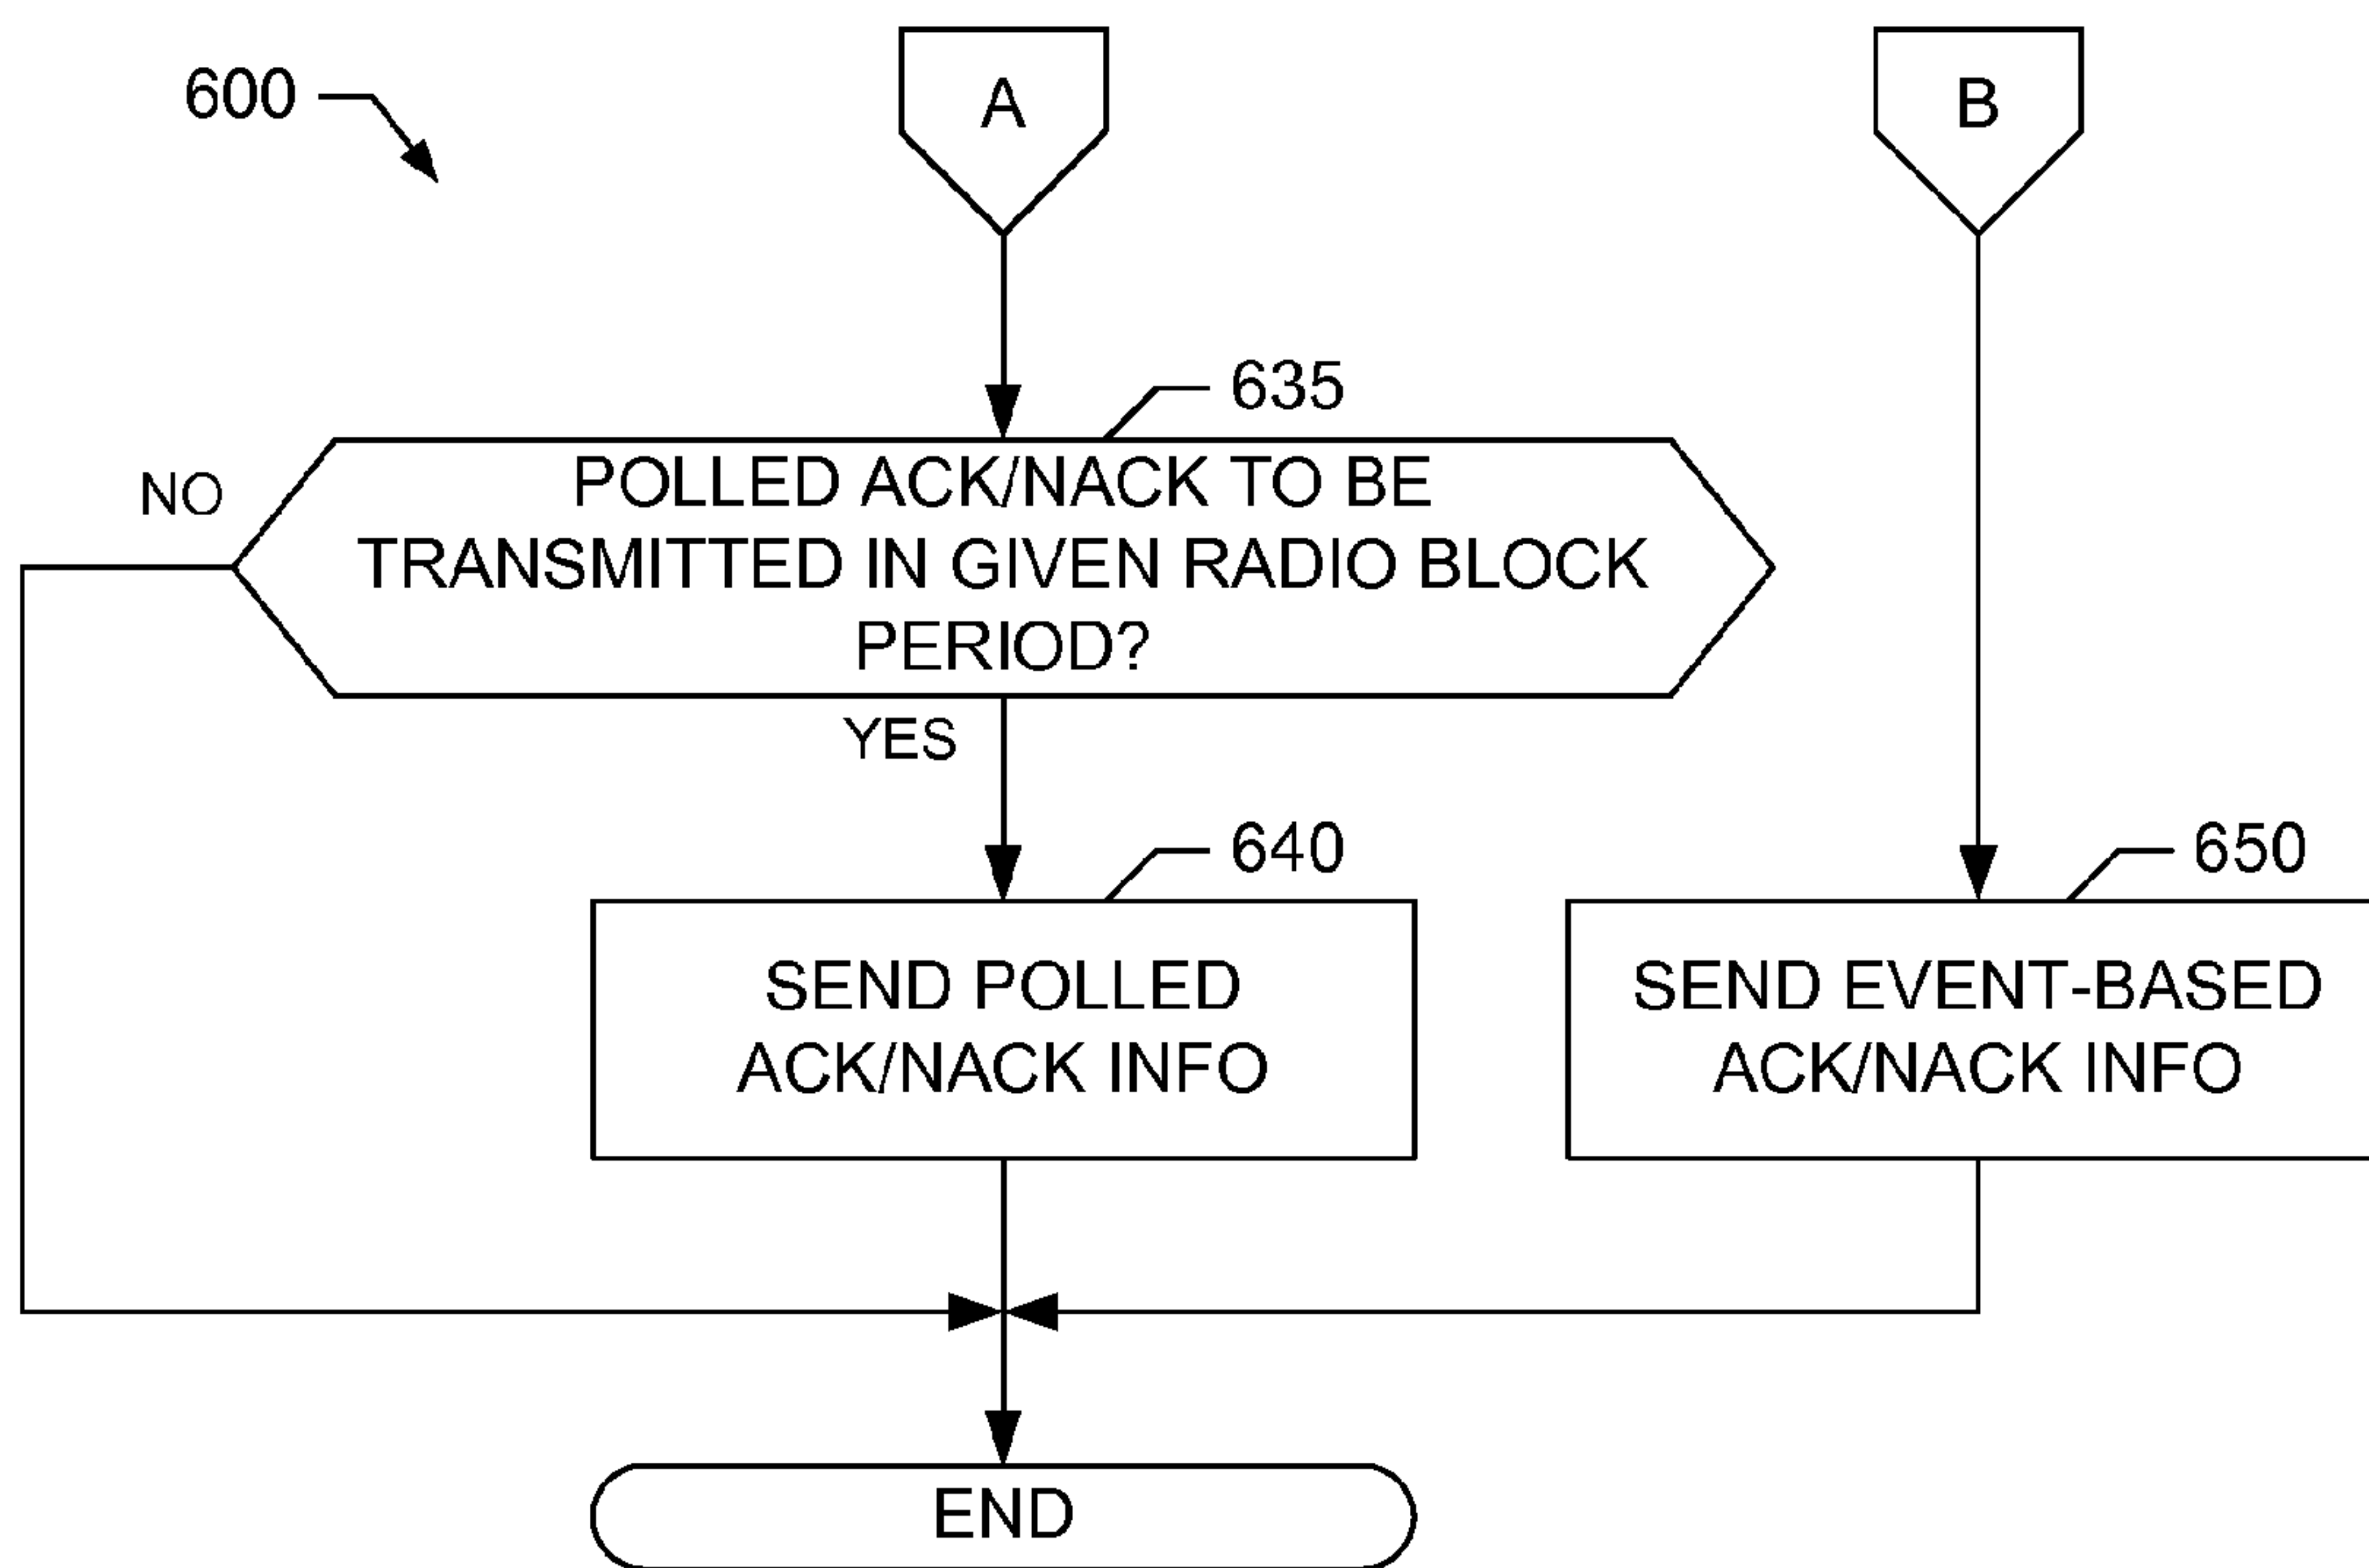 600
A
B
635
NO
POLLED ACK/NACK TO BE
TRANSMITTED IN GIVEN RADIO BLOCK
PERIOD?
YES
640
650
SEND POLLED
ACK/NACK INFO
SEND EVENT-BASED
ACK/NACK INFO
END